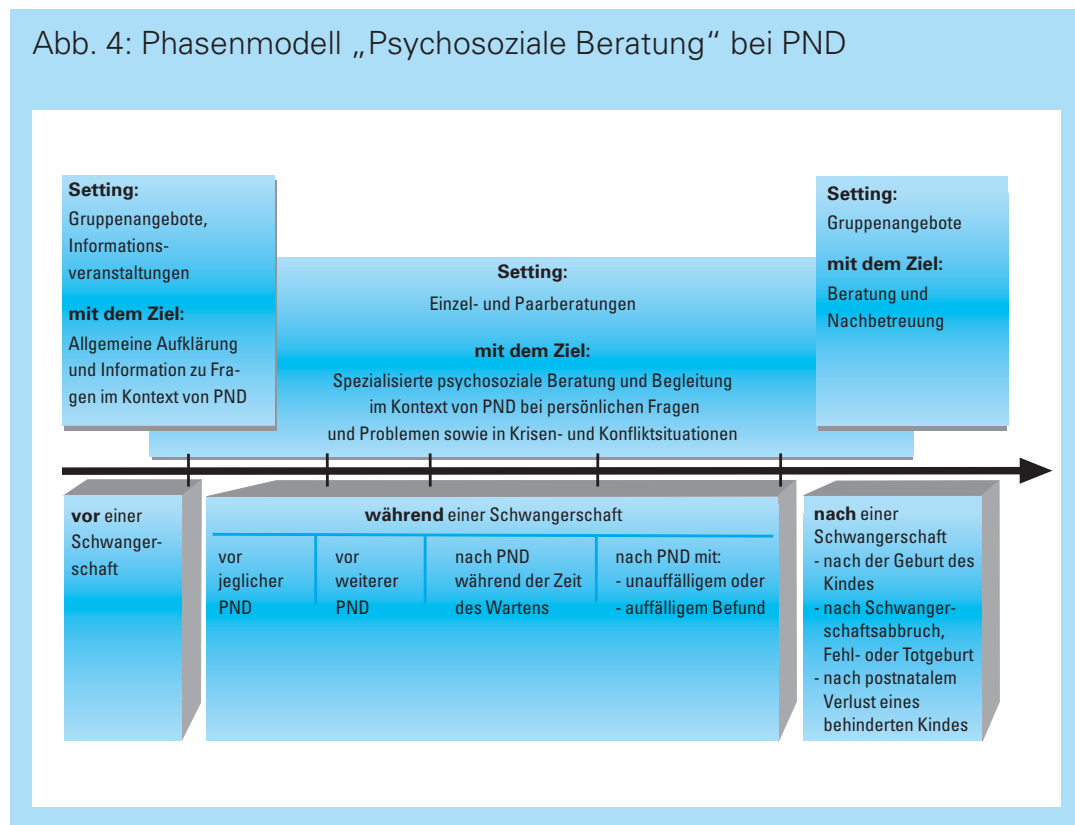 Abb. 4: Phasenmodell „Psychosoziale Beratung“ bei PND
Setting:
Gruppenangebote,
Informations-
veranstaltungen
mit dem Ziel:
Allgemeine Aufklärung
und Information zu Fra-
gen im Kontext von PND
Setting:
Einzel- und Paarberatungen
mit dem Ziel:
Spezialisierte psychosoziale Beratung und Begleitung
im Kontext von PND bei persönlichen Fragen
und Problemen sowie in Krisen- und Konfliktsituationen
Setting:
Gruppenangebote
mit dem Ziel:
Beratung und
Nachbetreuung
vor einer
Schwanger-
schaft
während einer Schwangerschaft
vor
jeglicher
PND
vor
weiterer
PND
nach PND
während der Zeit
des Wartens
nach PND mit:
- unauffälligem oder
- auffälligem Befund
nach einer
Schwangerschaft
- nach der Geburt des
Kindes
- nach Schwanger-
schaftsabbruch,
Fehl- oder Totgeburt
- nach postnatalem
Verlust eines
behinderten Kindes